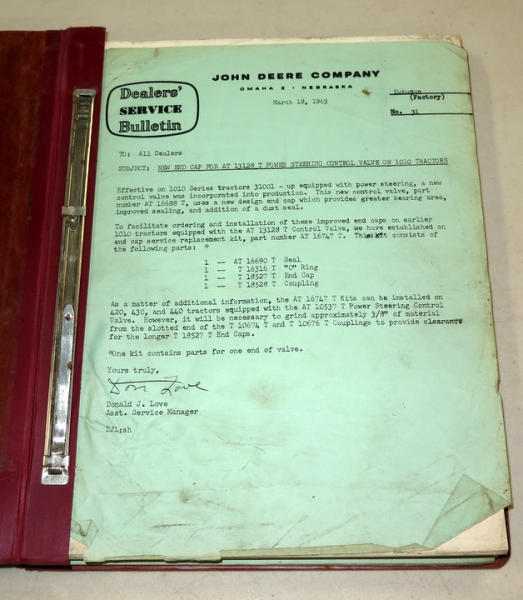 JOHN DEERE COMPANY
OMAHA 2 · NEBRASKA
Dealers'
SERVICE
Bulletin
March 18, 1963
Dubuque
(Factory)
No. 31
TO: All Dealers
SUBJECT: NEW END CAP FOR AT 13128 T POWER STEERING CONTROL VALVE ON 1010 TRACTORS
Effective on 1010 Series tractors 31001 - up equipped with power steering, a new
control valve was incorporated into production. This new control valve, part
number AT 16688 T, uses a new design end cap which provides greater bearing area,
improved sealing, and addition of a dust seal.
To facilitate ordering and installation of these improved end caps on earlier
1010 tractors equipped with the AT 13128 T Control Valve, we have established an
end cap service replacement kit, part number AT 16747 T. This kit consists of
the following parts: *
1 -- AT 16690 T Seal
1 -- T 16316 T "O" Ring
1 -- T 18527 T End Cap
1 -- T 18528 T Coupling
As a matter of additional information, the AT 16747 T Kits can be installed on
420, 430, and 440 tractors equipped with the AT 10537 T Power Steering Control
Valve. However, it will be necessary to grind approximately 3/8" of material
from the slotted end of the T 10674 T and T 10676 T Couplings to provide clearance
for the longer T 18527 T End Caps.
*One kit contains parts for one end of valve.
Yours truly,
Don Love
Donald J. Love
Asst. Service Manager
DJL:sh